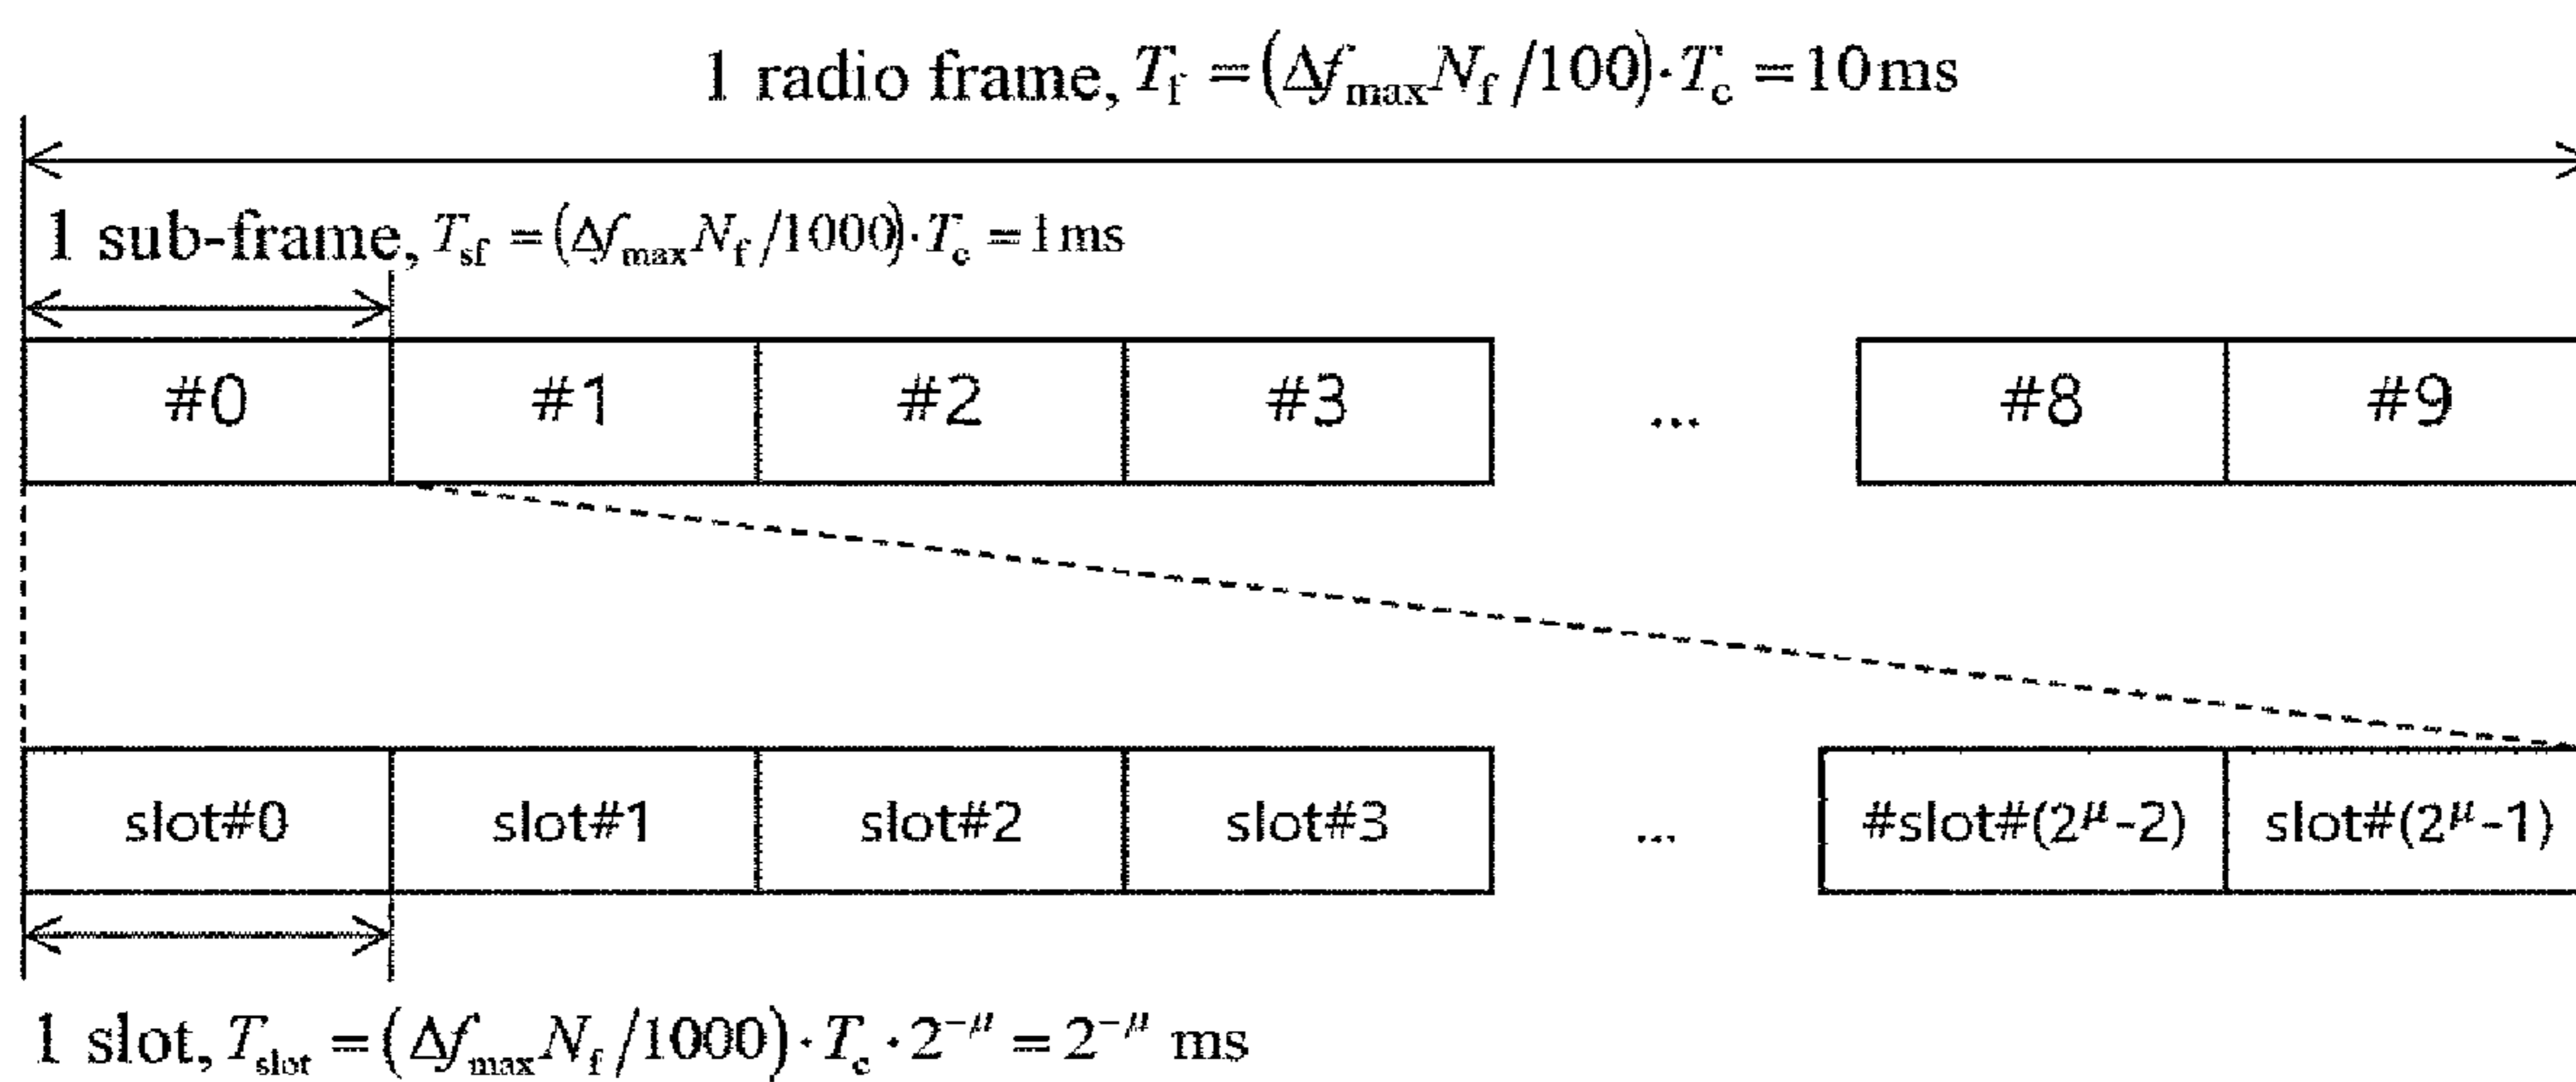 1 radio frame, T_f = (Δf_max N_f /100)·T_c = 10 ms
1 sub-frame, T_sf = (Δf_max N_f /1000)·T_c = 1 ms
#0 #1 #2 #3 ... #8 #9
slot#0 slot#1 slot#2 slot#3 ... #slot#(2^μ-2) slot#(2^μ-1)
1 slot, T_slot = (Δf_max N_f /1000)·T_c·2^-μ = 2^-μ ms